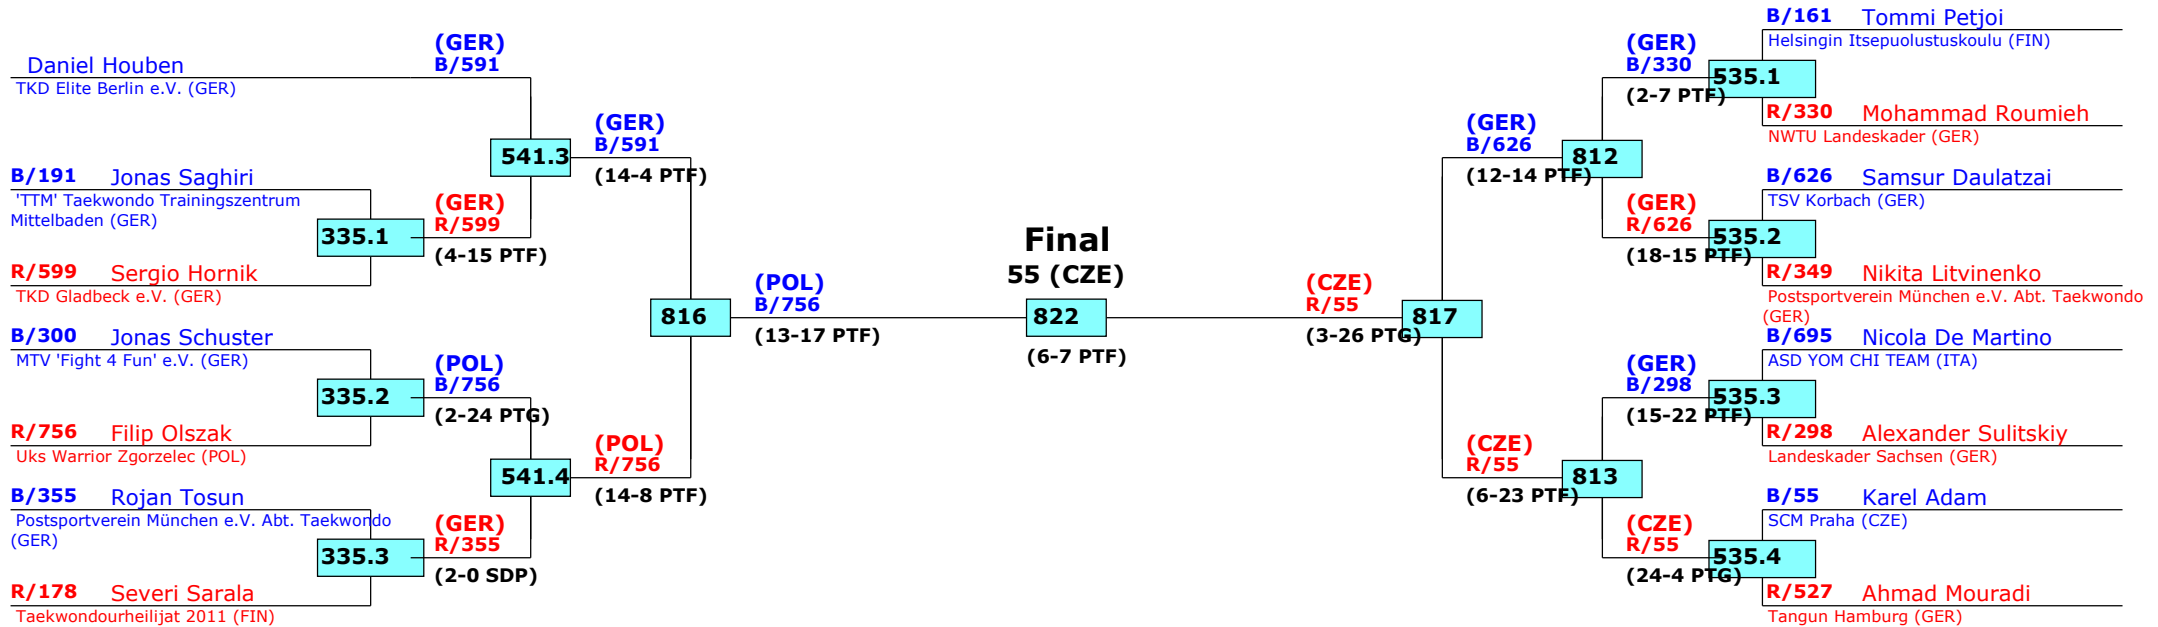 Daniel Houben
TKD Elite Berlin e.V. (GER)
B/191 Jonas Saghiri
'TTM' Taekwondo Trainingszentrum
Mittelbaden (GER)
335.1
R/599 Sergio Hornik
TKD Gladbeck e.V. (GER)
B/300 Jonas Schuster
MTV 'Fight 4 Fun' e.V. (GER)
335.2
R/756 Filip Olszak
Uks Warrior Zgorzelec (POL)
B/355 Rojan Tosun
Postsportverein München e.V. Abt. Taekwondo
(GER)
335.3
R/178 Severi Sarala
Taekwondourheilijat 2011 (FIN)
(GER)
B/591
541.3
(GER)
R/599
(4-15 PTF)
(POL)
B/756
(2-24 PTG)
541.4
(GER)
R/355
(2-0 SDP)
(GER)
B/591
(14-4 PTF)
816
(POL)
R/756
(14-8 PTF)
(POL)
B/756
(13-17 PTF)
Final
55 (CZE)
822
(6-7 PTF)
(CZE)
R/55
(3-26 PTG)
817
(GER)
B/626
(12-14 PTF)
812
(CZE)
R/55
(6-23 PTF)
813
(GER)
B/330
(2-7 PTF)
535.1
(GER)
R/626
(18-15 PTF)
535.2
(GER)
B/298
(15-22 PTF)
535.3
(CZE)
R/55
(24-4 PTG)
535.4
B/161 Tommi Petjoi
Helsingin Itsepuolustuskoulu (FIN)
R/330 Mohammad Roumieh
NWTU Landeskader (GER)
B/626 Samsur Daulatzai
TSV Korbach (GER)
R/349 Nikita Litvinenko
Postsportverein München e.V. Abt. Taekwondo
(GER)
B/695 Nicola De Martino
ASD YOM CHI TEAM (ITA)
R/298 Alexander Sulitskiy
Landeskader Sachsen (GER)
B/55 Karel Adam
SCM Praha (CZE)
R/527 Ahmad Mouradi
Tangun Hamburg (GER)